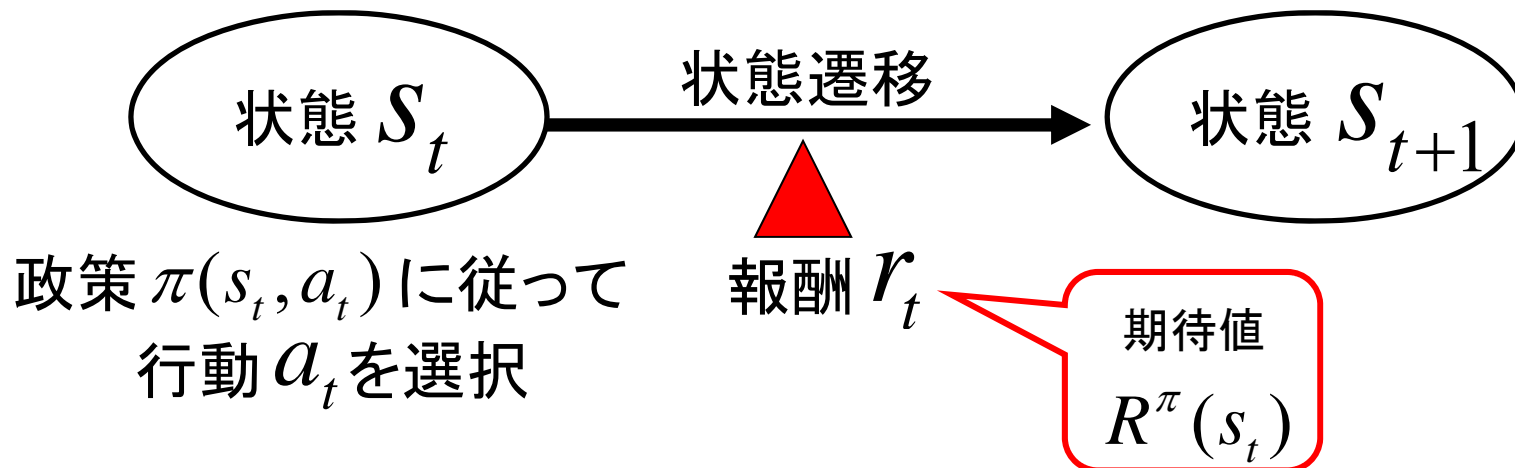 状態 s_t
状態遷移
状態 s_{t+1}
政策 π(s_t, a_t) に従って
行動 a_t を選択
報酬 r_t
期待値
R^π(s_t)